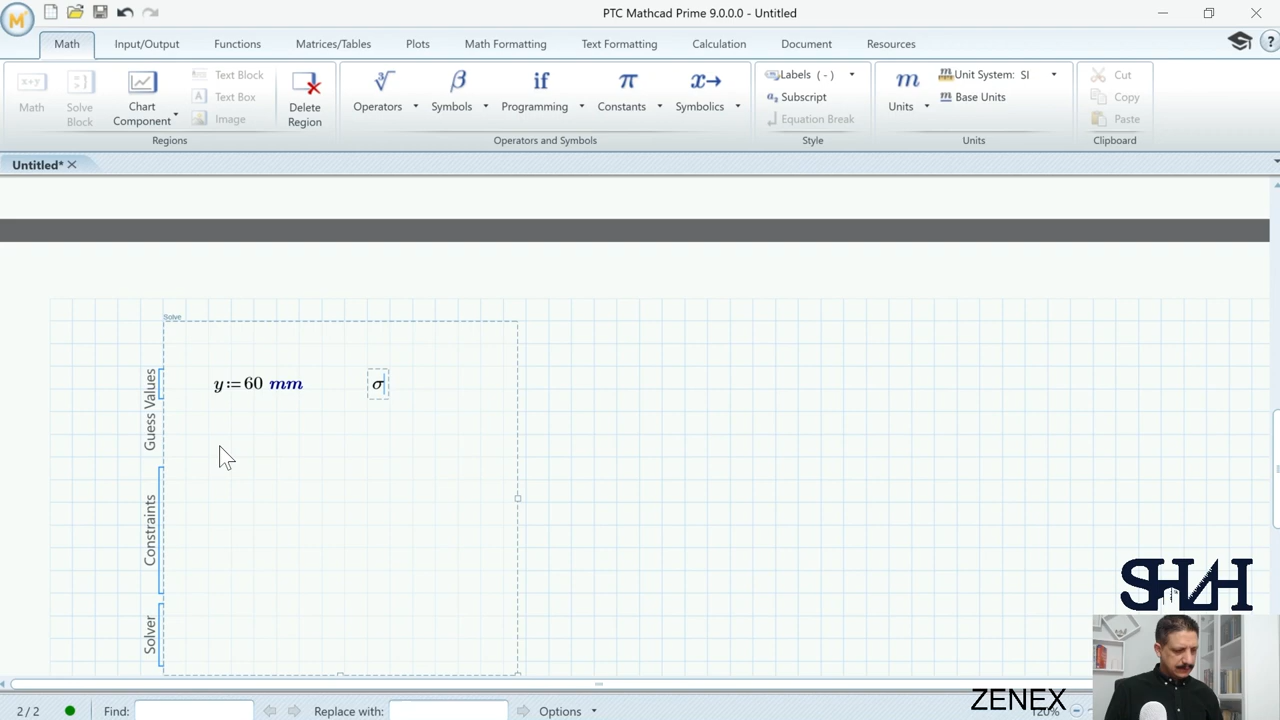 PTC Mathcad Prime 9.0.0.0 - Untitled
Math Input/Output Functions Matrices/Tables Plots Math Formatting Text Formatting Calculation Document Resources
Math
Solve Block
Chart Component
Text Block
Text Box
Image
Delete Region
Regions
Operators Symbols Programming Constants Symbolics
Operators and Symbols
Labels ( - )
Subscript
Equation Break
Style
Units
Unit System: SI
Base Units
Units
Cut
Copy
Paste
Clipboard
Untitled*
Solve
Guess Values
y := 60 mm σ
Constraints
Solver
SHZH
ZENEX
2 / 2 Find: Replace with: Options 120%